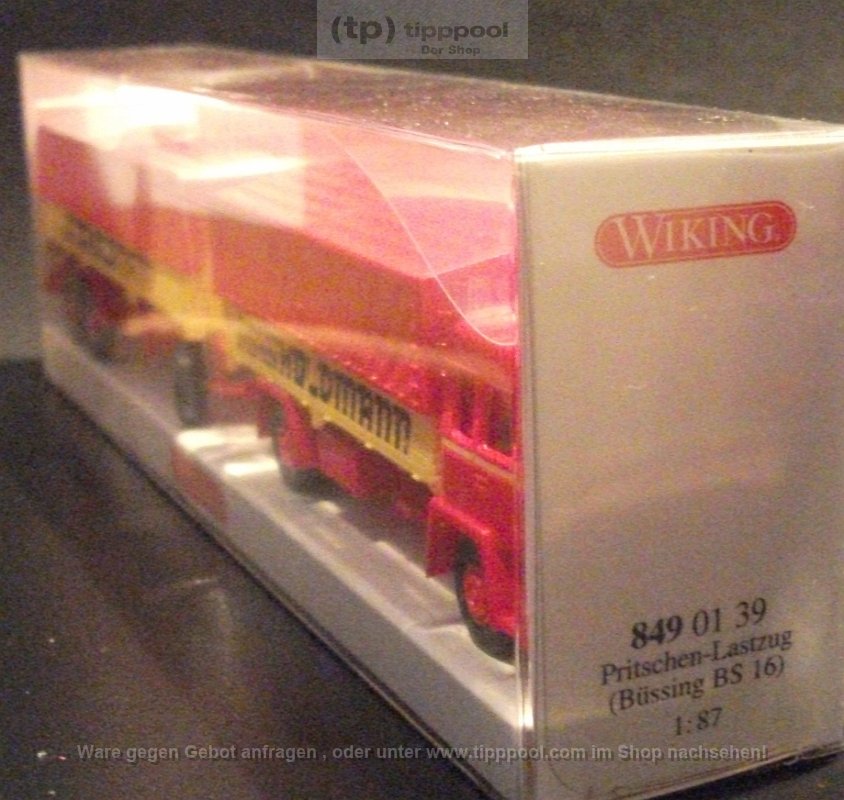 (tp) tipppool
Der Shop
WIKING
849 01 39
Pritschen-Lastzug
(Büssing BS 16)
1:87
Ware gegen Gebot anfragen , oder unter www.tipppool.com im Shop nachsehen!